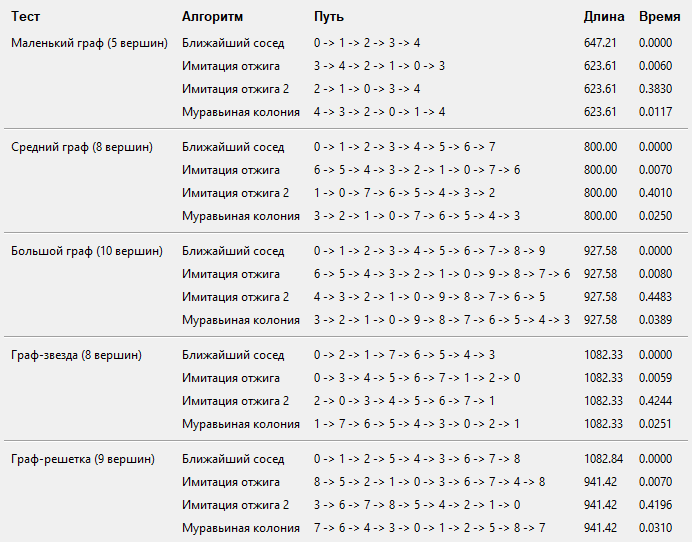 Тест Алгоритм Путь Длина Время
Маленький граф (5 вершин) Ближайший сосед 0 -> 1 -> 2 -> 3 -> 4 647.21 0.0000
Имитация отжига 3 -> 4 -> 2 -> 1 -> 0 -> 3 623.61 0.0060
Имитация отжига 2 2 -> 1 -> 0 -> 3 -> 4 623.61 0.3830
Муравьиная колония 4 -> 3 -> 2 -> 0 -> 1 -> 4 623.61 0.0117
Средний граф (8 вершин) Ближайший сосед 0 -> 1 -> 2 -> 3 -> 4 -> 5 -> 6 -> 7 800.00 0.0000
Имитация отжига 6 -> 5 -> 4 -> 3 -> 2 -> 1 -> 0 -> 7 -> 6 800.00 0.0070
Имитация отжига 2 1 -> 0 -> 7 -> 6 -> 5 -> 4 -> 3 -> 2 800.00 0.4010
Муравьиная колония 3 -> 2 -> 1 -> 0 -> 7 -> 6 -> 5 -> 4 -> 3 800.00 0.0250
Большой граф (10 вершин) Ближайший сосед 0 -> 1 -> 2 -> 3 -> 4 -> 5 -> 6 -> 7 -> 8 -> 9 927.58 0.0000
Имитация отжига 6 -> 5 -> 4 -> 3 -> 2 -> 1 -> 0 -> 9 -> 8 -> 7 -> 6 927.58 0.0080
Имитация отжига 2 4 -> 3 -> 2 -> 1 -> 0 -> 9 -> 8 -> 7 -> 6 -> 5 927.58 0.4483
Муравьиная колония 3 -> 2 -> 1 -> 0 -> 9 -> 8 -> 7 -> 6 -> 5 -> 4 -> 3 927.58 0.0389
Граф-звезда (8 вершин) Ближайший сосед 0 -> 2 -> 1 -> 7 -> 6 -> 5 -> 4 -> 3 1082.33 0.0000
Имитация отжига 0 -> 3 -> 4 -> 5 -> 6 -> 7 -> 1 -> 2 -> 0 1082.33 0.0059
Имитация отжига 2 2 -> 0 -> 3 -> 4 -> 5 -> 6 -> 7 -> 1 1082.33 0.4244
Муравьиная колония 1 -> 7 -> 6 -> 5 -> 4 -> 3 -> 0 -> 2 -> 1 1082.33 0.0251
Граф-решетка (9 вершин) Ближайший сосед 0 -> 1 -> 2 -> 5 -> 4 -> 3 -> 6 -> 7 -> 8 1082.84 0.0000
Имитация отжига 8 -> 5 -> 2 -> 1 -> 0 -> 3 -> 6 -> 7 -> 4 -> 8 941.42 0.0070
Имитация отжига 2 3 -> 6 -> 7 -> 8 -> 5 -> 4 -> 2 -> 1 -> 0 941.42 0.4196
Муравьиная колония 7 -> 6 -> 4 -> 3 -> 0 -> 1 -> 2 -> 5 -> 8 -> 7 941.42 0.0310